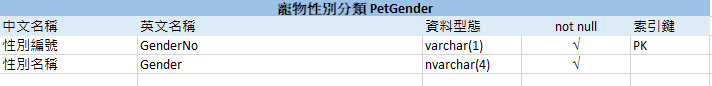 寵物性別分類 PetGender
中文名稱 英文名稱 資料型態 not null 索引鍵
性別編號 GenderNo varchar(1) √ PK
性別名稱 Gender nvarchar(4) √